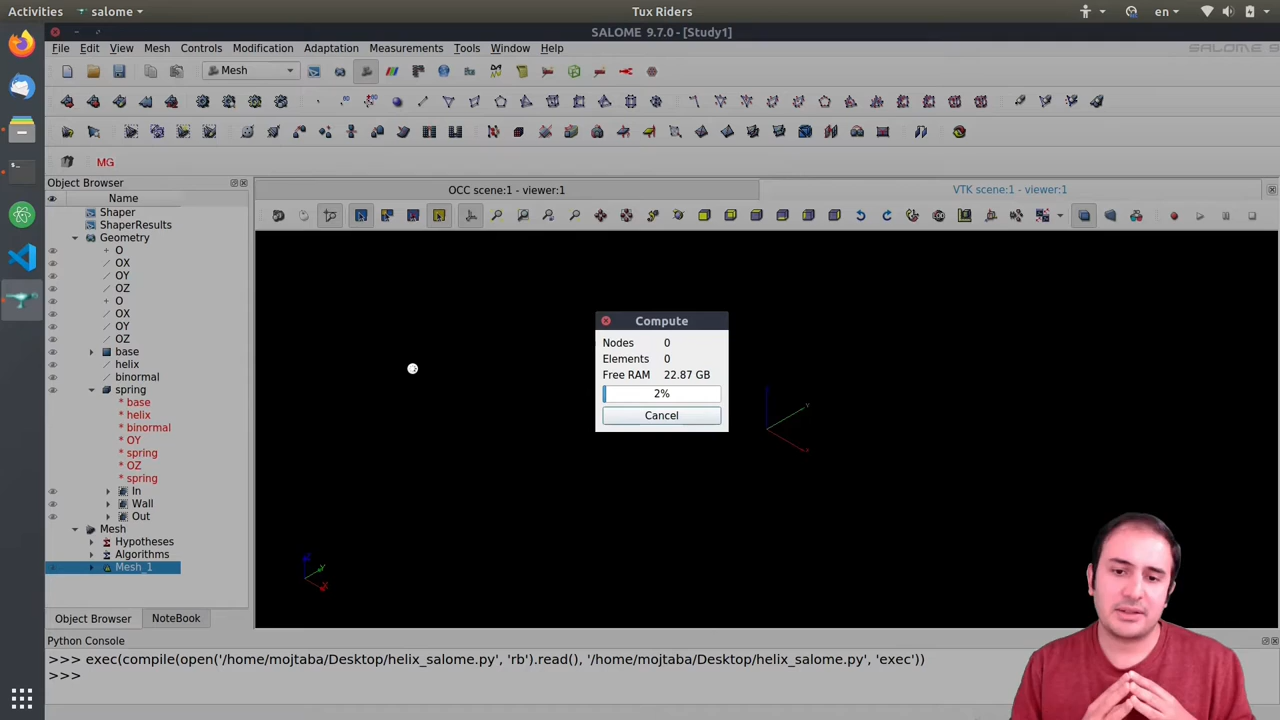 Activities
salome
Tux Riders
en
SALOME 9.7.0 - [Study1]
File Edit View Mesh Controls Modification Adaptation Measurements Tools Window Help
SALOME 9
Mesh
MG
Object Browser
OCC scene:1 - viewer:1
VTK scene:1 - viewer:1
Name
Shaper
ShaperResults
Geometry
O
OX
OY
OZ
O
OX
OY
OZ
base
helix
binormal
spring
* base
* helix
* binormal
* OY
* spring
* OZ
* spring
In
Wall
Out
Mesh
Hypotheses
Algorithms
Mesh_1
Compute
Nodes 0
Elements 0
Free RAM 22.87 GB
2%
Cancel
Y
X
Z
Y
X
Object Browser
NoteBook
Python Console
>>> exec(compile(open('/home/mojtaba/Desktop/helix_salome.py', 'rb').read(), '/home/mojtaba/Desktop/helix_salome.py', 'exec'))
>>>